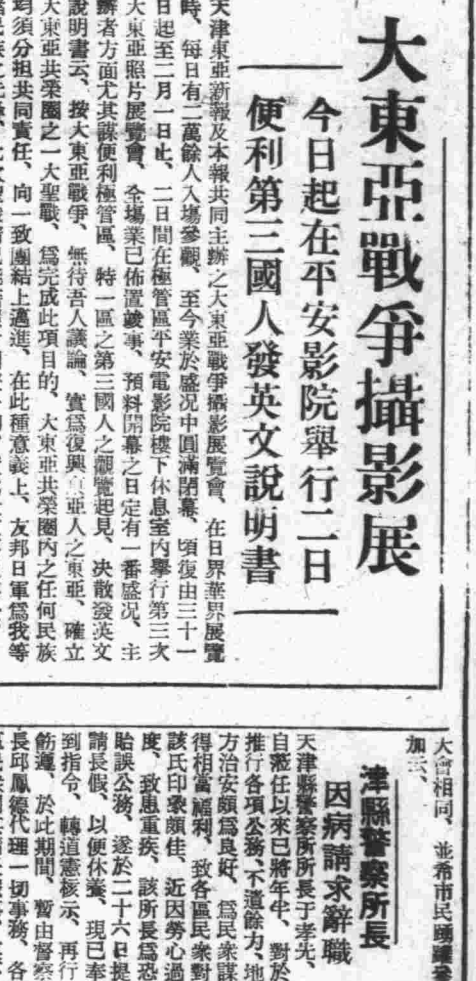 大東亞戰爭攝影展
今日起在平安影院舉行二日
便利第三國人發英文說明書
天津東亞新報及本報共同主辦之大東亞戰爭攝影展覽會、在日界華界展覽
時、每日有二萬餘人入場參觀、至今業於盛况中圓滿閉幕、頃復由三十一
日起至二月一日止、二日間在極管區平安電影院樓下休息室內舉行第三次
大東亞照片展覽會、全場業已佈置竣事、預料開幕之日定有一番盛况、主
辦者方面尤其謀便利極管區、特一區之第三國人之觀覽起見、決散發英文
說明書云、按大東亞戰爭、無待吾人議論、實爲復興東亞人之東亞、確立
大東亞共榮圈之一大聖戰、爲完成此項目的、大東亞共榮圈內之任何民族
均須分担共同責任、向一致團結上邁進、在此種意義上、友邦日軍爲我等
大會相同、並希市民踴躍參
加云、
津縣警察所長
因病請求辭職
天津縣警察所所長于孝先、
自蒞任以來已將年半、對於
推行各項公務、不遺餘力、地
方治安頗爲良好、爲民衆謀
得相當福利、致各區民衆對
該氏印象頗佳、近因勞心過
度、致患重疾、該所長爲恐
貽誤公務、遂於二十六日提
請長假、以便休養、現已奉
到指令、轉道憲核示、再行
飭遵、於此期間、暫由督察
長邱鳳德代理一切事務、各